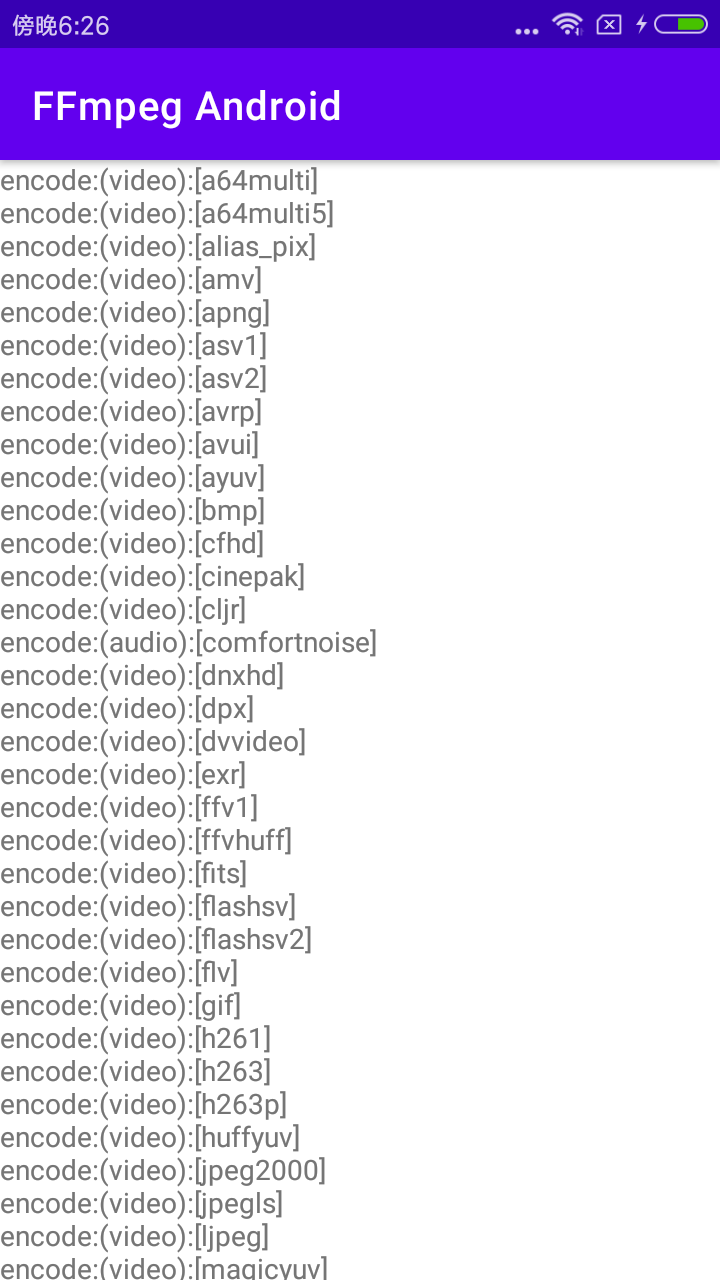 傍晚6:26
FFmpeg Android
encode:(video):[a64multi]
encode:(video):[a64multi5]
encode:(video):[alias_pix]
encode:(video):[amv]
encode:(video):[apng]
encode:(video):[asv1]
encode:(video):[asv2]
encode:(video):[avrp]
encode:(video):[avui]
encode:(video):[ayuv]
encode:(video):[bmp]
encode:(video):[cfhd]
encode:(video):[cinepak]
encode:(video):[cljr]
encode:(audio):[comfortnoise]
encode:(video):[dnxhd]
encode:(video):[dpx]
encode:(video):[dvvideo]
encode:(video):[exr]
encode:(video):[ffv1]
encode:(video):[ffvhuff]
encode:(video):[fits]
encode:(video):[flashsv]
encode:(video):[flashsv2]
encode:(video):[flv]
encode:(video):[gif]
encode:(video):[h261]
encode:(video):[h263]
encode:(video):[h263p]
encode:(video):[huffyuv]
encode:(video):[jpeg2000]
encode:(video):[jpegls]
encode:(video):[ljpeg]
encode:(video):[magicyuv]